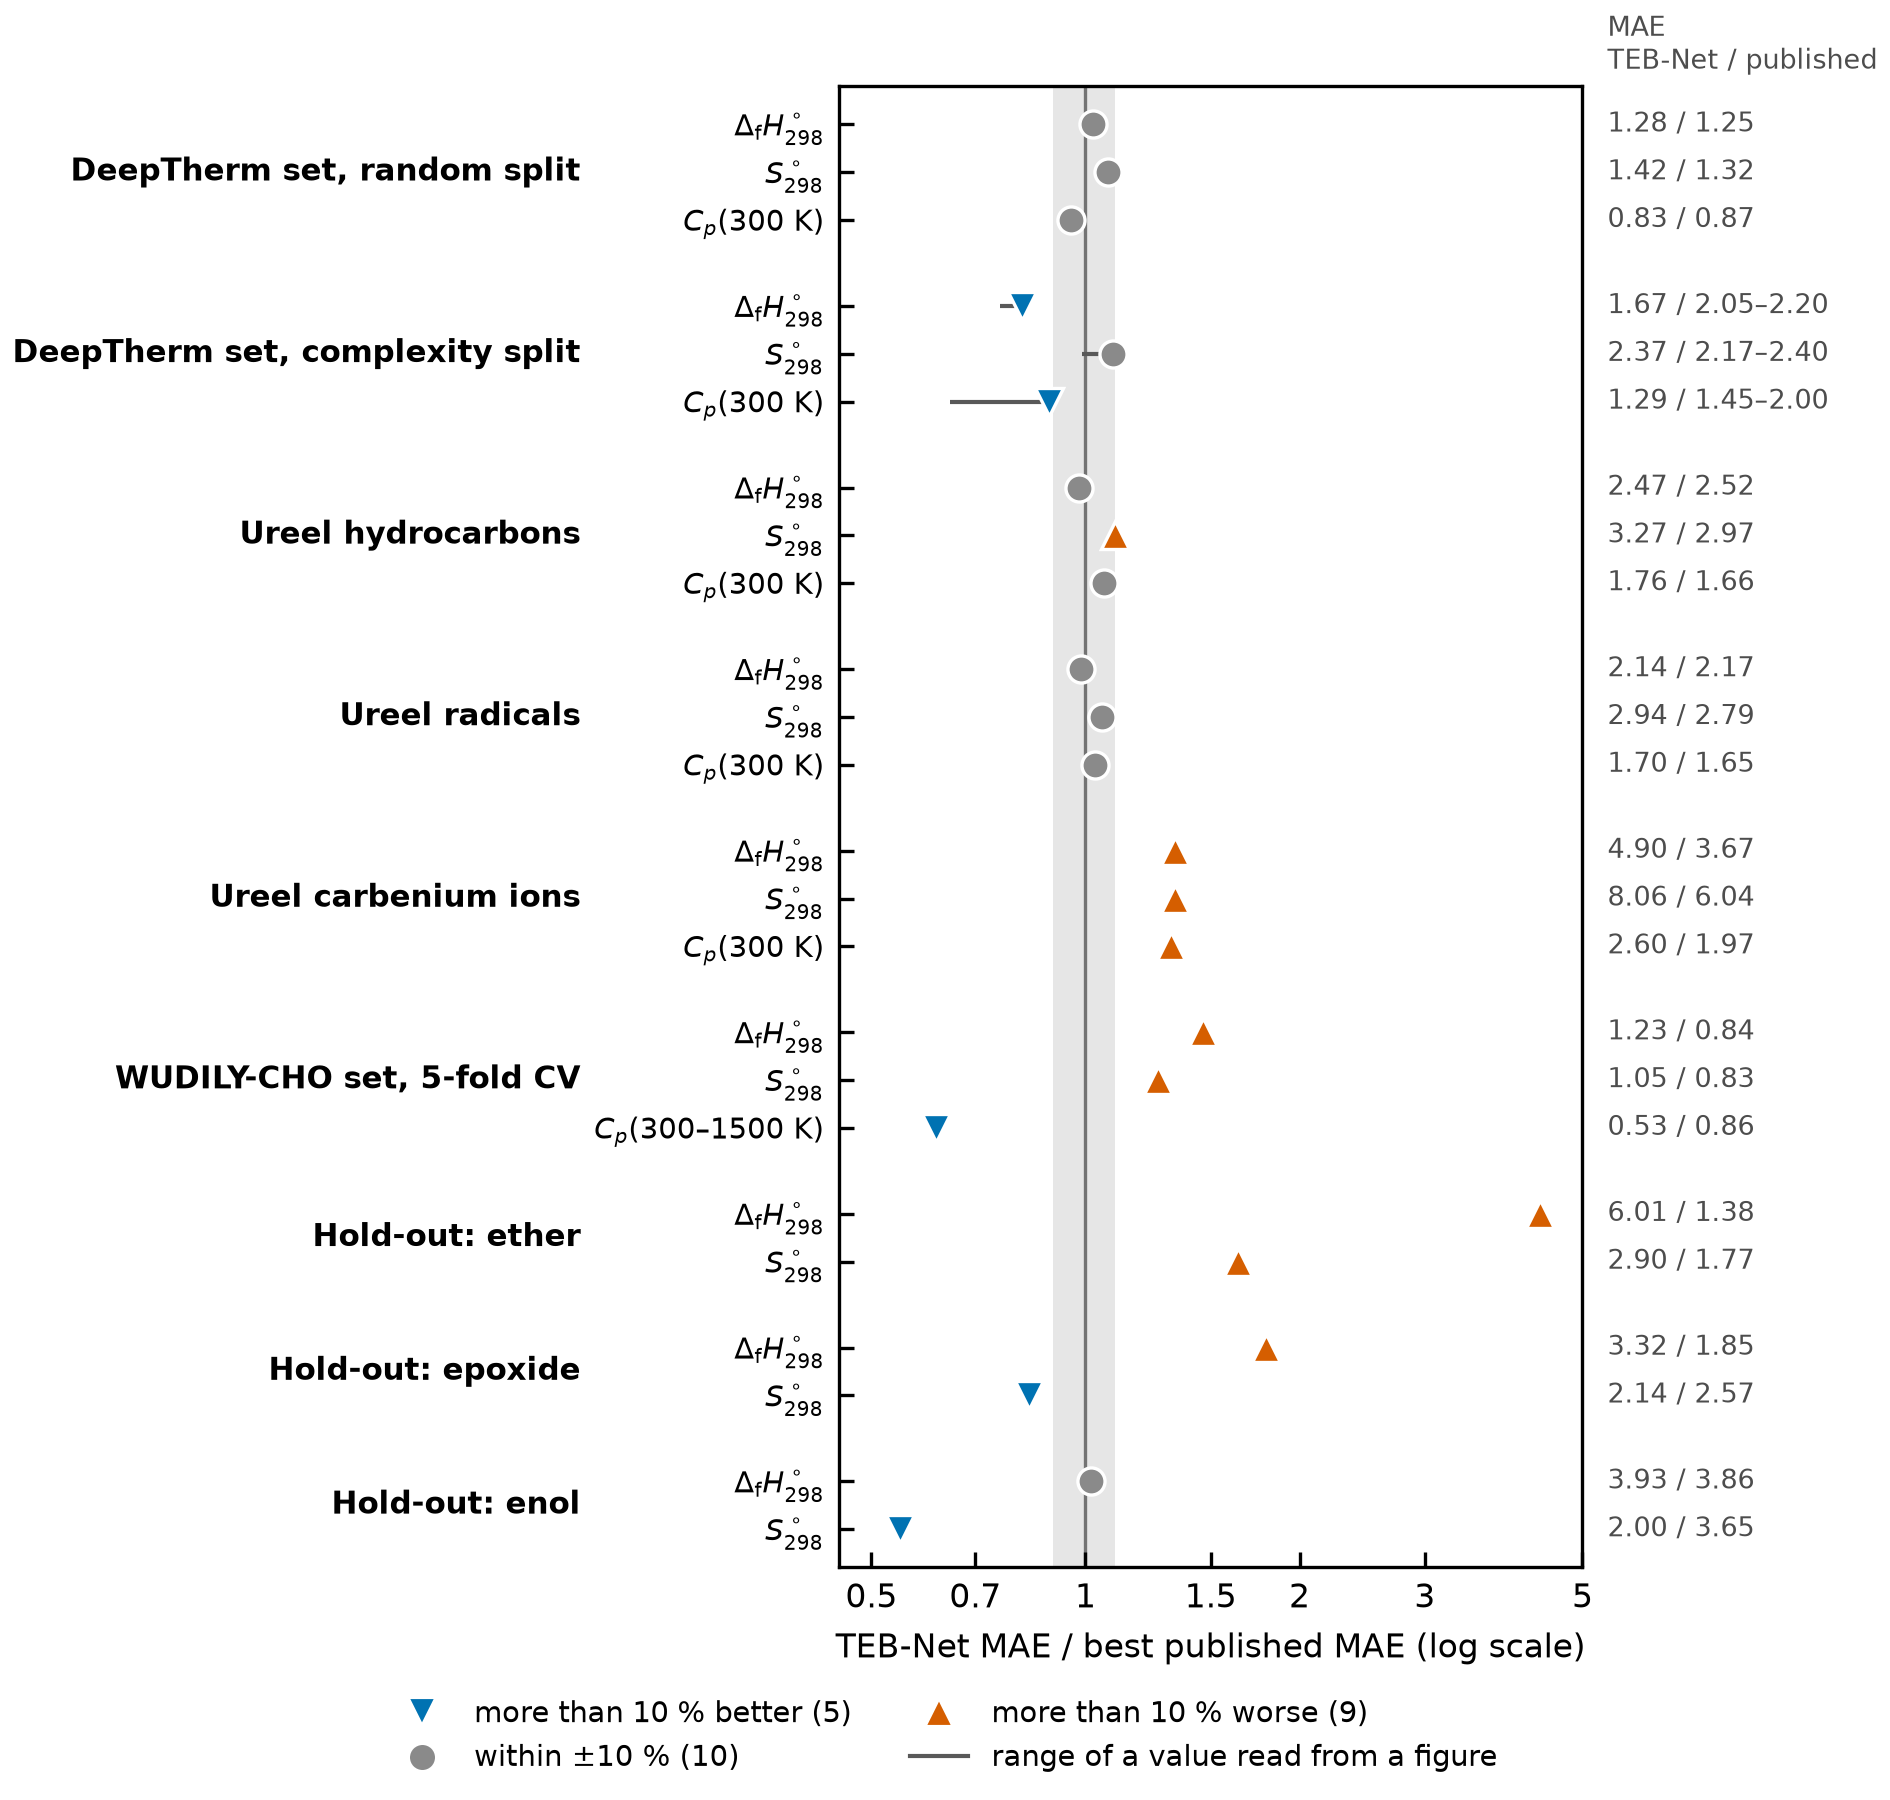 MAE
TEB-Net / published
DeepTherm set, random split
ΔfH°298 1.28 / 1.25
S°298 1.42 / 1.32
Cp(300 K) 0.83 / 0.87
DeepTherm set, complexity split
ΔfH°298 1.67 / 2.05–2.20
S°298 2.37 / 2.17–2.40
Cp(300 K) 1.29 / 1.45–2.00
Ureel hydrocarbons
ΔfH°298 2.47 / 2.52
S°298 3.27 / 2.97
Cp(300 K) 1.76 / 1.66
Ureel radicals
ΔfH°298 2.14 / 2.17
S°298 2.94 / 2.79
Cp(300 K) 1.70 / 1.65
Ureel carbenium ions
ΔfH°298 4.90 / 3.67
S°298 8.06 / 6.04
Cp(300 K) 2.60 / 1.97
WUDILY-CHO set, 5-fold CV
ΔfH°298 1.23 / 0.84
S°298 1.05 / 0.83
Cp(300–1500 K) 0.53 / 0.86
Hold-out: ether
ΔfH°298 6.01 / 1.38
S°298 2.90 / 1.77
Hold-out: epoxide
ΔfH°298 3.32 / 1.85
S°298 2.14 / 2.57
Hold-out: enol
ΔfH°298 3.93 / 3.86
S°298 2.00 / 3.65
0.5 0.7 1 1.5 2 3 5
TEB-Net MAE / best published MAE (log scale)
more than 10 % better (5)
more than 10 % worse (9)
within ±10 % (10)
range of a value read from a figure